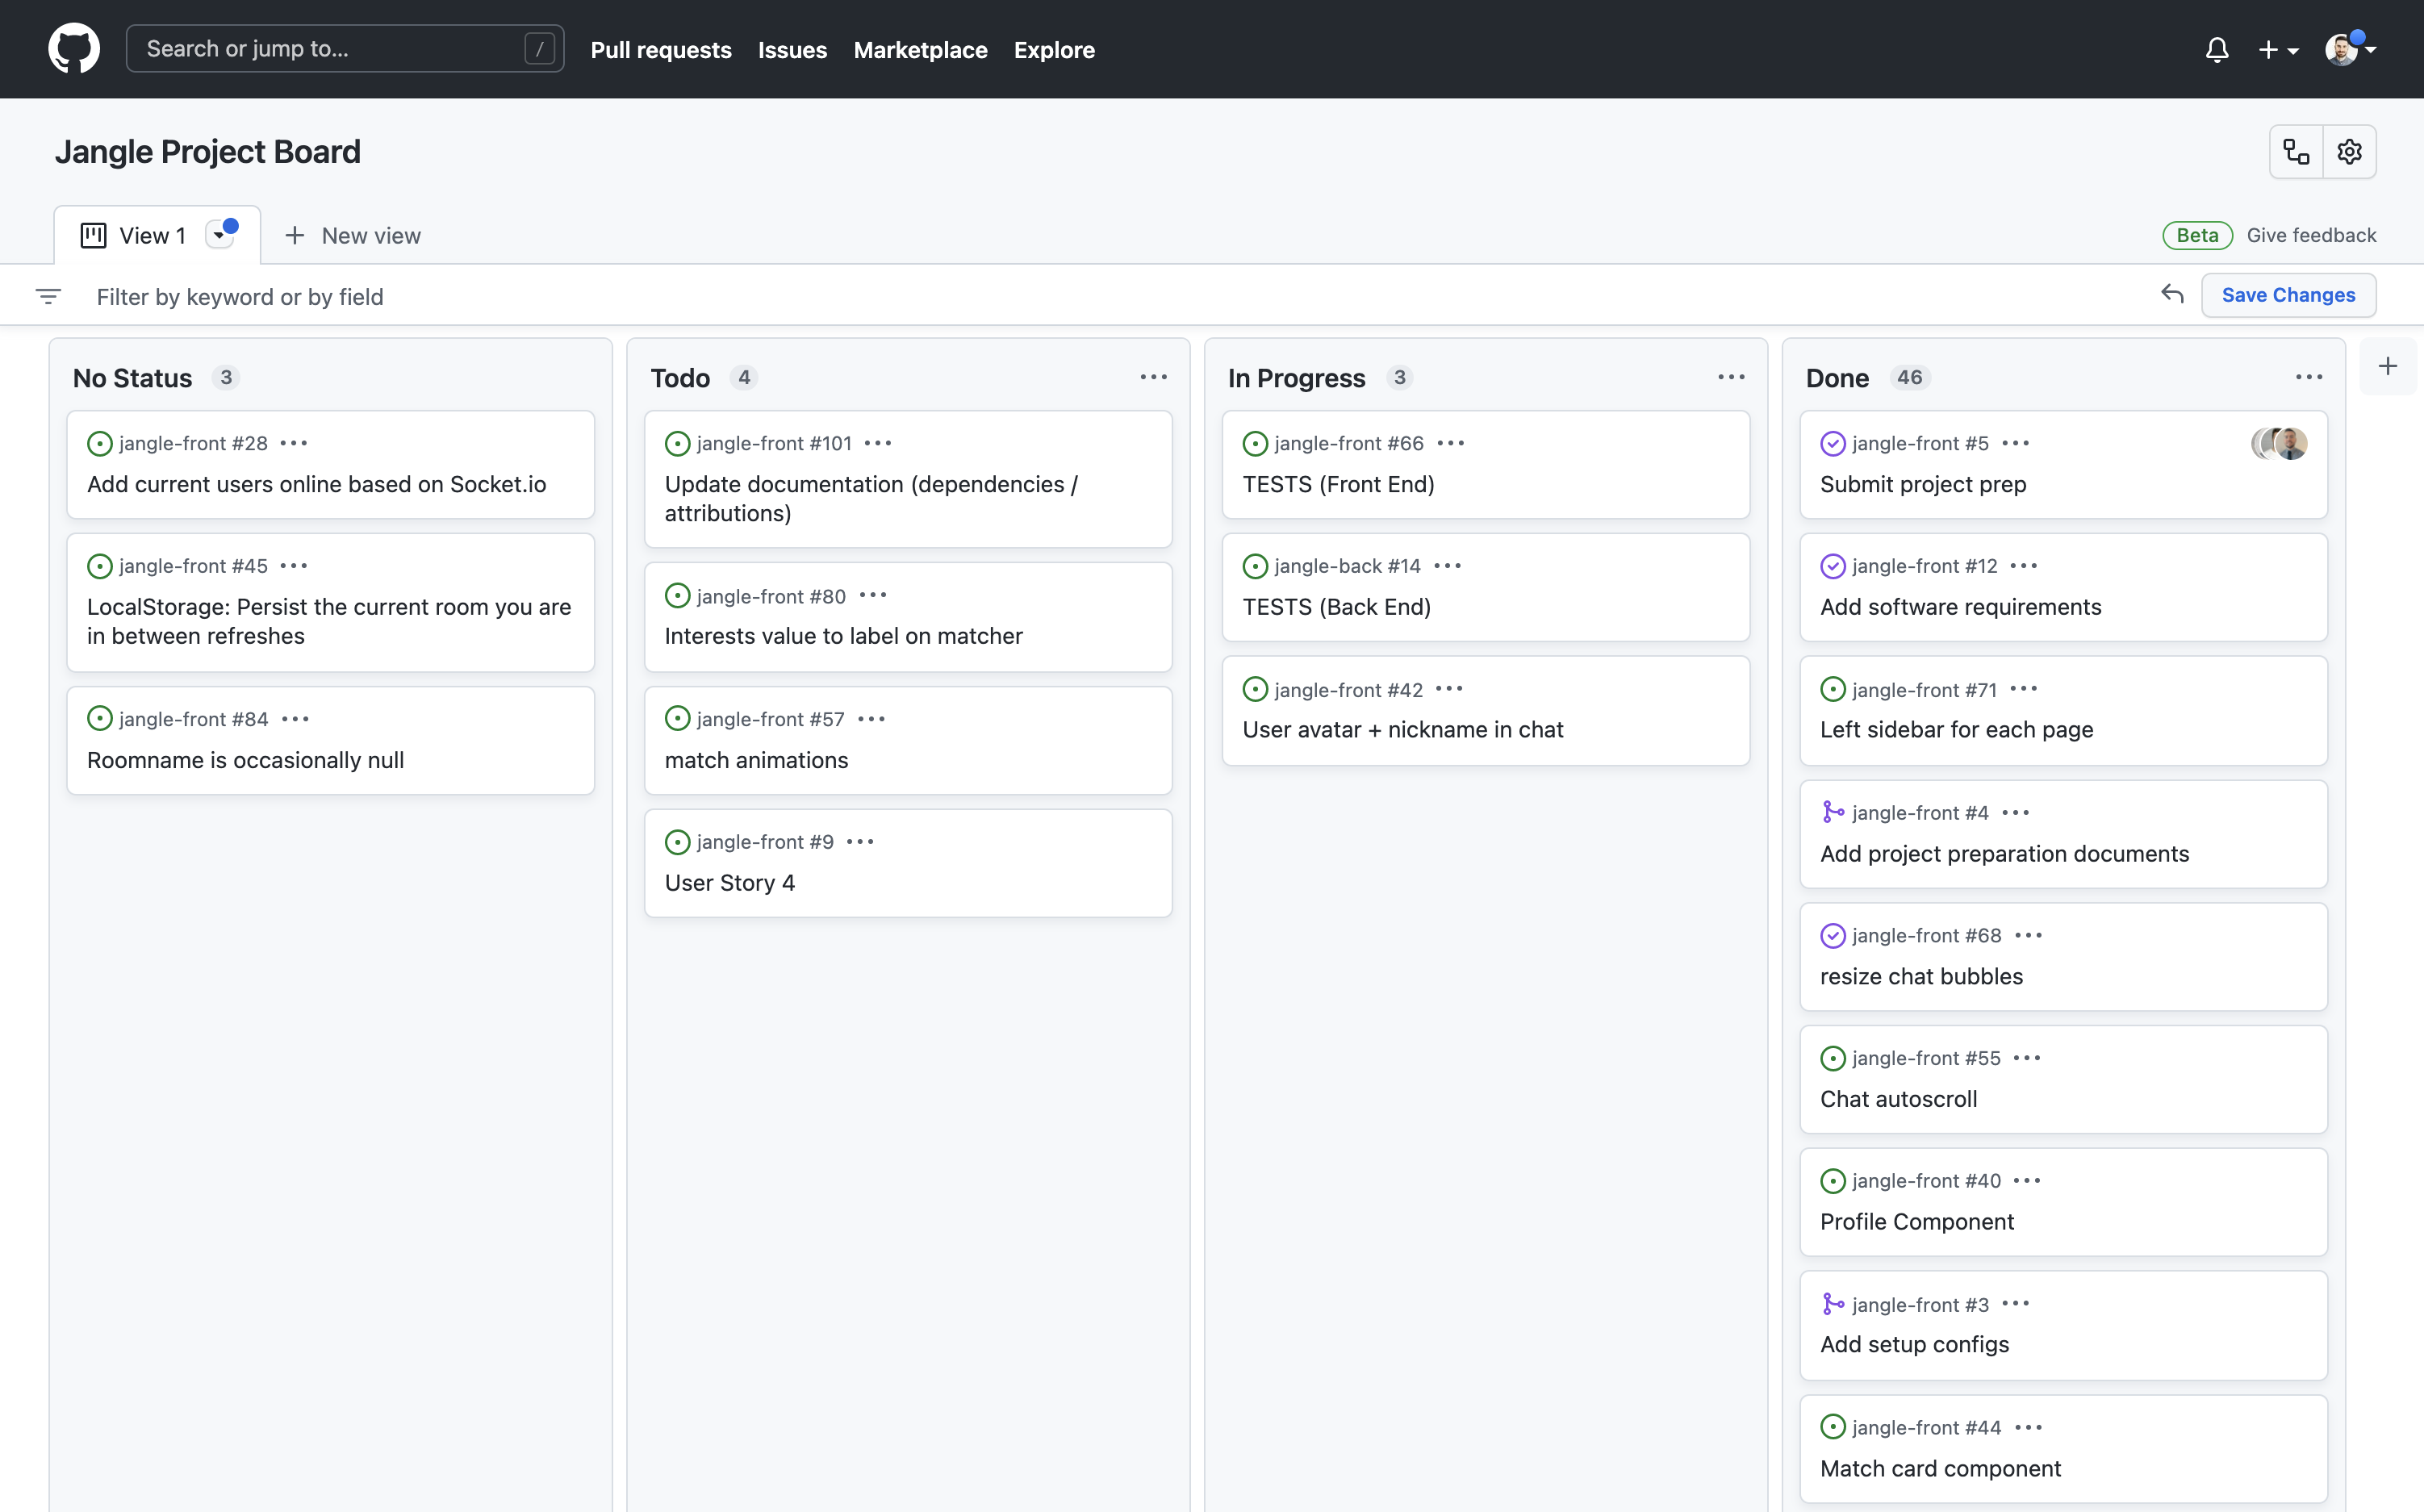 Search or jump to...
/
Pull requests
Issues
Marketplace
Explore
Jangle Project Board
View 1
New view
Beta
Give feedback
Filter by keyword or by field
Save Changes
No Status 3
jangle-front #28
Add current users online based on Socket.io
jangle-front #45
LocalStorage: Persist the current room you are
in between refreshes
jangle-front #84
Roomname is occasionally null
Todo 4
jangle-front #101
Update documentation (dependencies /
attributions)
jangle-front #80
Interests value to label on matcher
jangle-front #57
match animations
jangle-front #9
User Story 4
In Progress 3
jangle-front #66
TESTS (Front End)
jangle-back #14
TESTS (Back End)
jangle-front #42
User avatar + nickname in chat
Done 46
jangle-front #5
Submit project prep
jangle-front #12
Add software requirements
jangle-front #71
Left sidebar for each page
jangle-front #4
Add project preparation documents
jangle-front #68
resize chat bubbles
jangle-front #55
Chat autoscroll
jangle-front #40
Profile Component
jangle-front #3
Add setup configs
jangle-front #44
Match card component